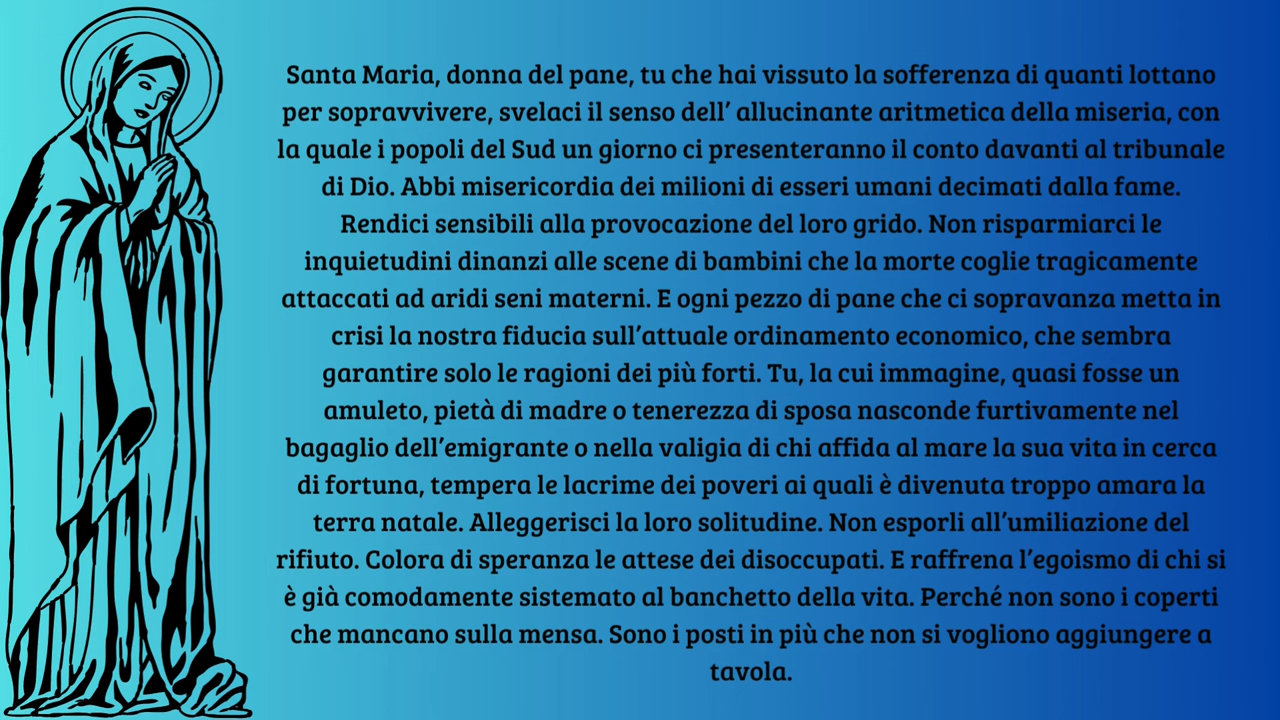 Santa Maria, donna del pane, tu che hai vissuto la sofferenza di quanti lottano
per sopravvivere, svelaci il senso dell’ allucinante aritmetica della miseria, con
la quale i popoli del Sud un giorno ci presenteranno il conto davanti al tribunale
di Dio. Abbi misericordia dei milioni di esseri umani decimati dalla fame.
Rendici sensibili alla provocazione del loro grido. Non risparmiarci le
inquietudini dinanzi alle scene di bambini che la morte coglie tragicamente
attaccati ad aridi seni materni. E ogni pezzo di pane che ci sopravanza metta in
crisi la nostra fiducia sull’attuale ordinamento economico, che sembra
garantire solo le ragioni dei più forti. Tu, la cui immagine, quasi fosse un
amuleto, pietà di madre o tenerezza di sposa nasconde furtivamente nel
bagaglio dell’emigrante o nella valigia di chi affida al mare la sua vita in cerca
di fortuna, tempera le lacrime dei poveri ai quali è divenuta troppo amara la
terra natale. Alleggerisci la loro solitudine. Non esporli all’umiliazione del
rifiuto. Colora di speranza le attese dei disoccupati. E raffrena l’egoismo di chi si
è già comodamente sistemato al banchetto della vita. Perché non sono i coperti
che mancano sulla mensa. Sono i posti in più che non si vogliono aggiungere a
tavola.